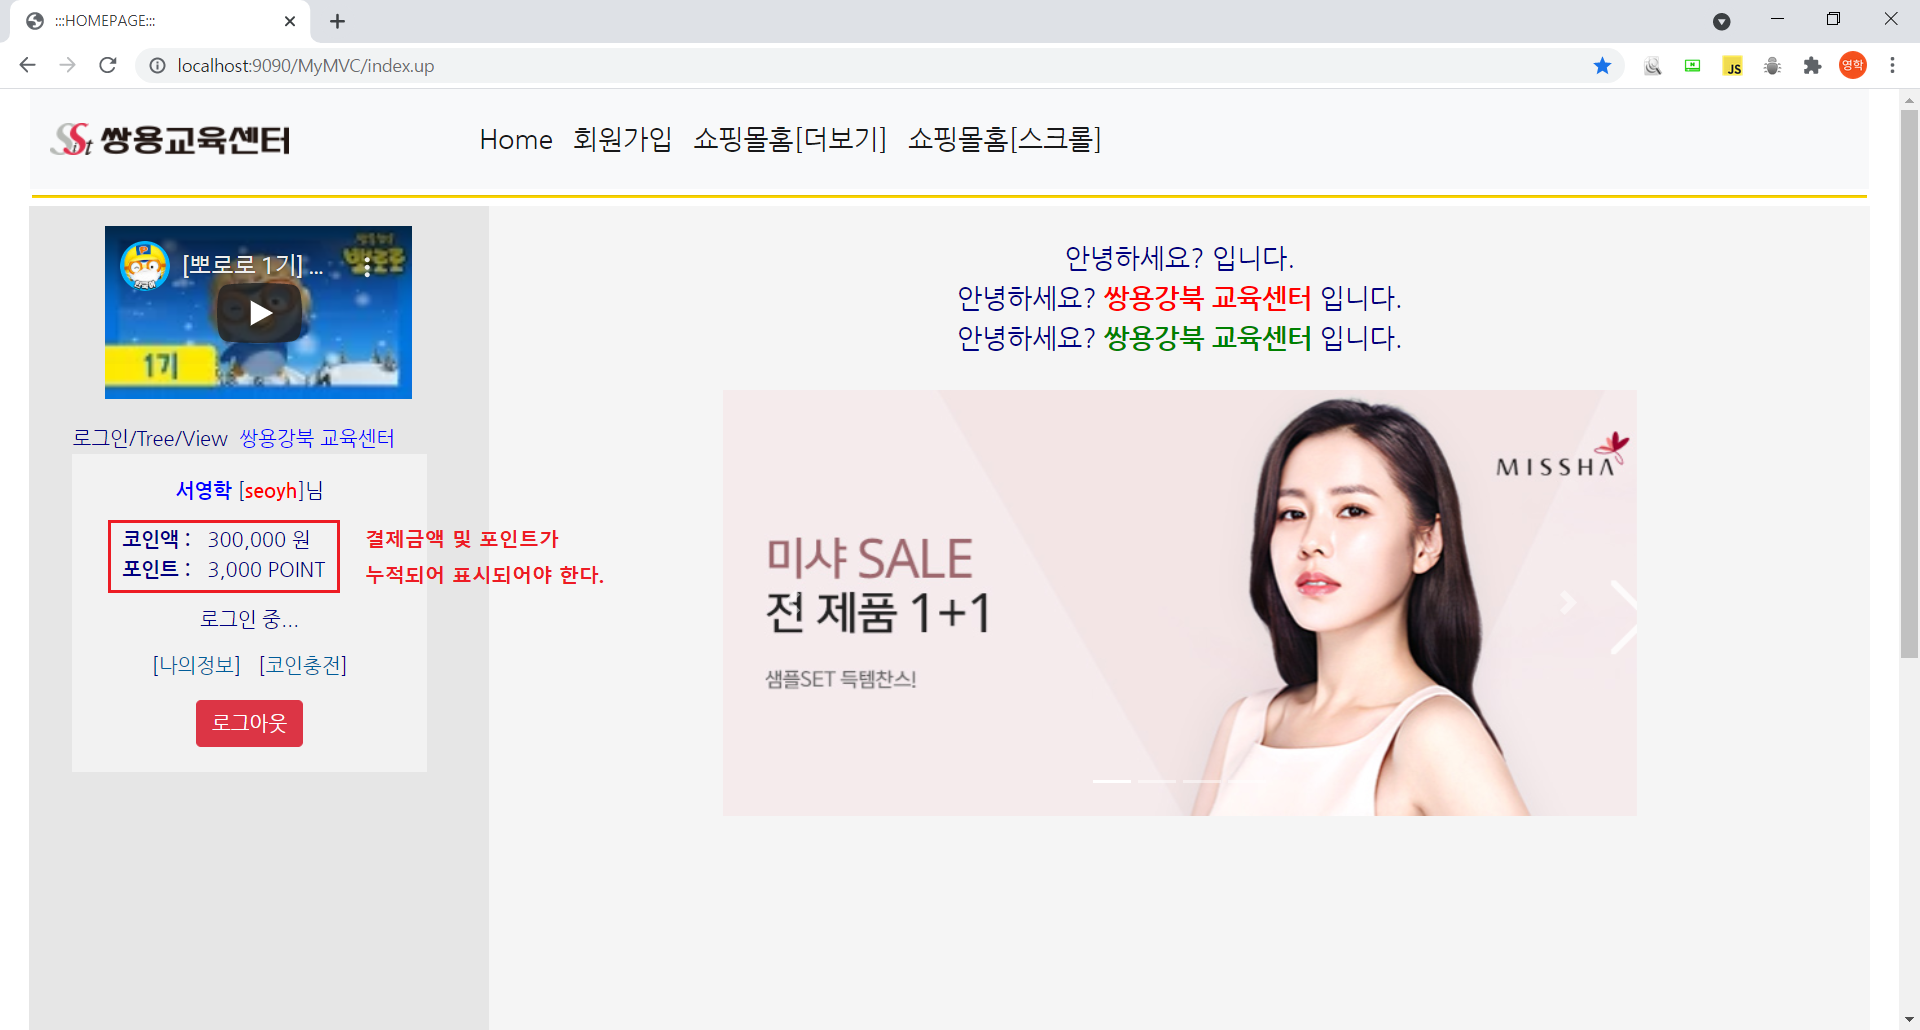 :::HOMEPAGE:::
localhost:9090/MyMVC/index.up
JS
영학
SSist 쌍용교육센터
Home 회원가입 쇼핑몰홈[더보기] 쇼핑몰홈[스크롤]
[뽀로로 1기] ...
뽀로로
1기
로그인/Tree/View 쌍용강북 교육센터
서영학 [seoyh]님
코인액 : 300,000 원
포인트 : 3,000 POINT
결제금액 및 포인트가
누적되어 표시되어야 한다.
로그인 중...
[나의정보] [코인충전]
로그아웃
안녕하세요? 입니다.
안녕하세요? 쌍용강북 교육센터 입니다.
안녕하세요? 쌍용강북 교육센터 입니다.
MISSHA
미샤 SALE
전 제품 1+1
샘플SET 득템찬스!